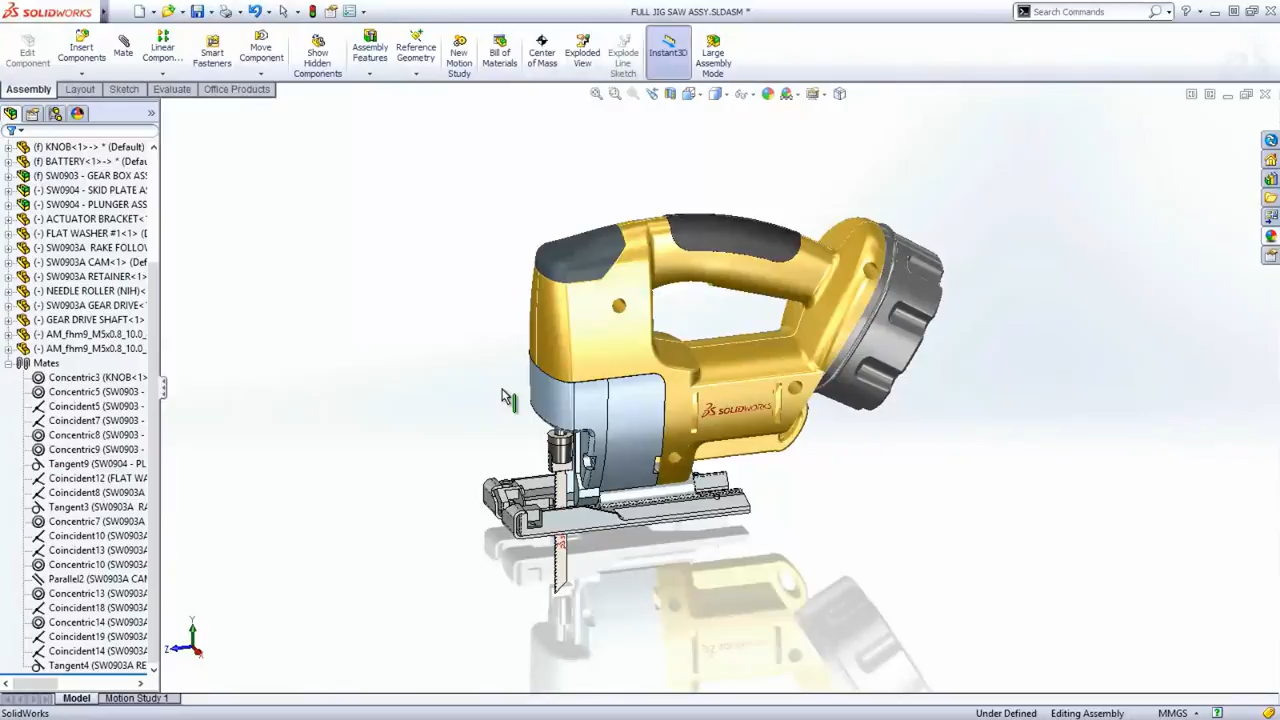 SOLIDWORKS
FULL JIG SAW ASSY.SLDASM *
Search Commands
Edit Component
Insert Components
Mate
Linear Compon...
Smart Fasteners
Move Component
Show Hidden Components
Assembly Features
Reference Geometry
New Motion Study
Bill of Materials
Center of Mass
Exploded View
Explode Line Sketch
Instant3D
Large Assembly Mode
Assembly Layout Sketch Evaluate Office Products
(f) KNOB<1>-> * (Default)
(f) BATTERY<1>-> * (Defau
(f) SW0903 - GEAR BOX AS
(-) SW0904 - SKID PLATE AS
(-) SW0904 - PLUNGER ASS
(-) ACTUATOR BRACKET<
(-) FLAT WASHER #1<1> (D
(-) SW0903A RAKE FOLLOV
(-) SW0903A CAM<1> (Def
(-) SW0903A RETAINER<1>
(-) NEEDLE ROLLER (NIH)<1
(-) SW0903A GEAR DRIVE<
(-) GEAR DRIVE SHAFT<1>
(-) AM_fhm9_M5x0.8_10.0_
(-) AM_fhm9_M5x0.8_10.0_
Mates
Concentric3 (KNOB<1>
Concentric5 (SW0903 -
Coincident5 (SW0903 -
Coincident7 (SW0903 -
Concentric8 (SW0903 -
Concentric9 (SW0903 -
Tangent9 (SW0904 - PL
Coincident12 (FLAT WA
Coincident8 (SW0903A
Tangent3 (SW0903A RA
Concentric7 (SW0903A
Coincident10 (SW0903A
Coincident13 (SW0903A
Concentric10 (SW0903A
Parallel2 (SW0903A CAM
Concentric13 (SW0903A
Coincident18 (SW0903A
Concentric14 (SW0903A
Coincident19 (SW0903A
Coincident14 (SW0903A
Tangent4 (SW0903A RE
SOLIDWORKS
Y
Z
X
Model Motion Study 1
SolidWorks
Under Defined Editing Assembly MMGS